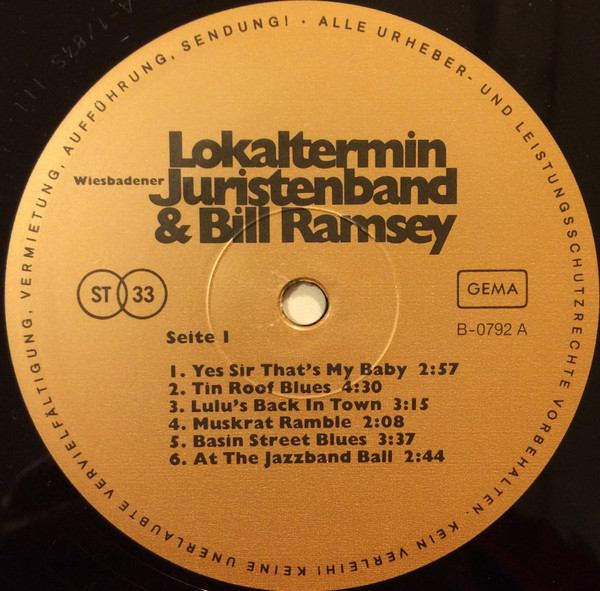 ALLE URHEBER- UND LEISTUNGSSCHUTZRECHTE VORBEHALTEN. KEIN VERLEIH! KEINE UNERLAUBTE VERVIELFÄLTIGUNG, VERMIETUNG, AUFFÜHRUNG, SENDUNG! ·
Lokaltermin
Wiesbadener Juristenband
& Bill Ramsey
ST 33
GEMA
B-0792 A
Seite 1
1. Yes Sir That's My Baby 2:57
2. Tin Roof Blues 4:30
3. Lulu's Back In Town 3:15
4. Muskrat Ramble 2:08
5. Basin Street Blues 3:37
6. At The Jazzband Ball 2:44